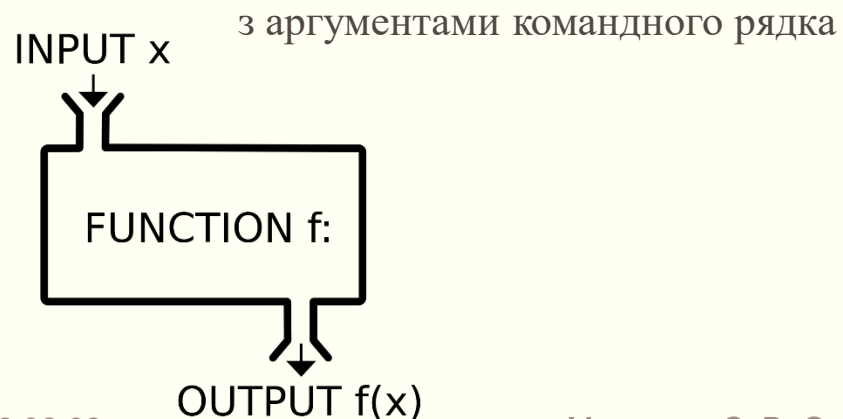 з аргументами командного рядка
INPUT x
FUNCTION f:
OUTPUT f(x)